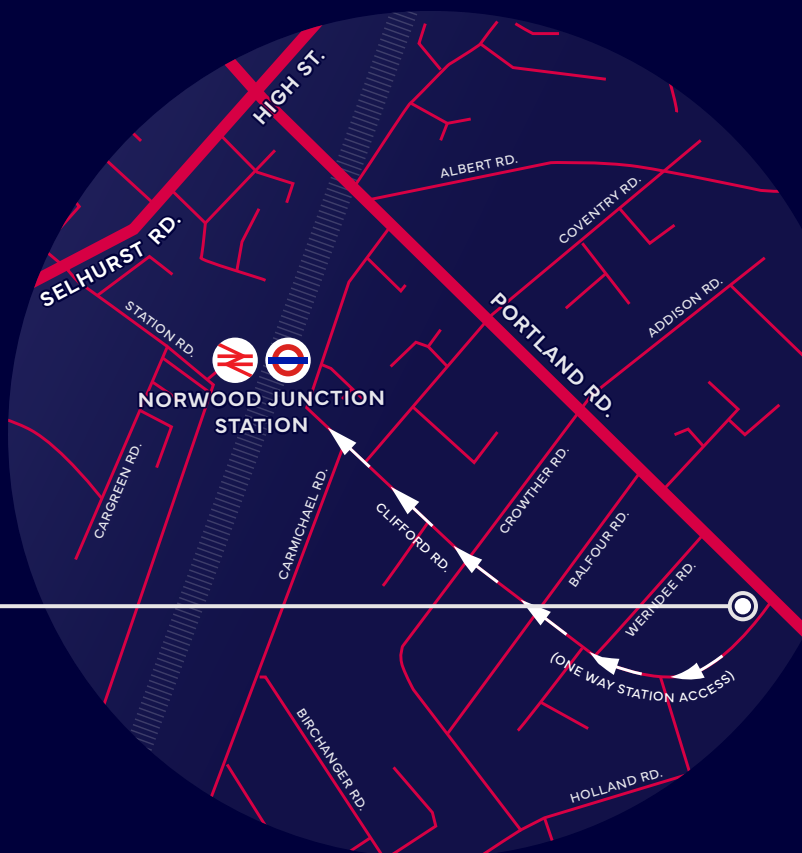 HIGH ST.
ALBERT RD.
COVENTRY RD.
SELHURST RD.
ADDISON RD.
STATION RD.
PORTLAND RD.
NORWOOD JUNCTION
STATION
CARGREEN RD.
CARMICHAEL RD.
CROWTHER RD.
CLIFFORD RD.
BALFOUR RD.
WERNDEE RD.
(ONE WAY STATION ACCESS)
BIRCHANGER RD.
HOLLAND RD.